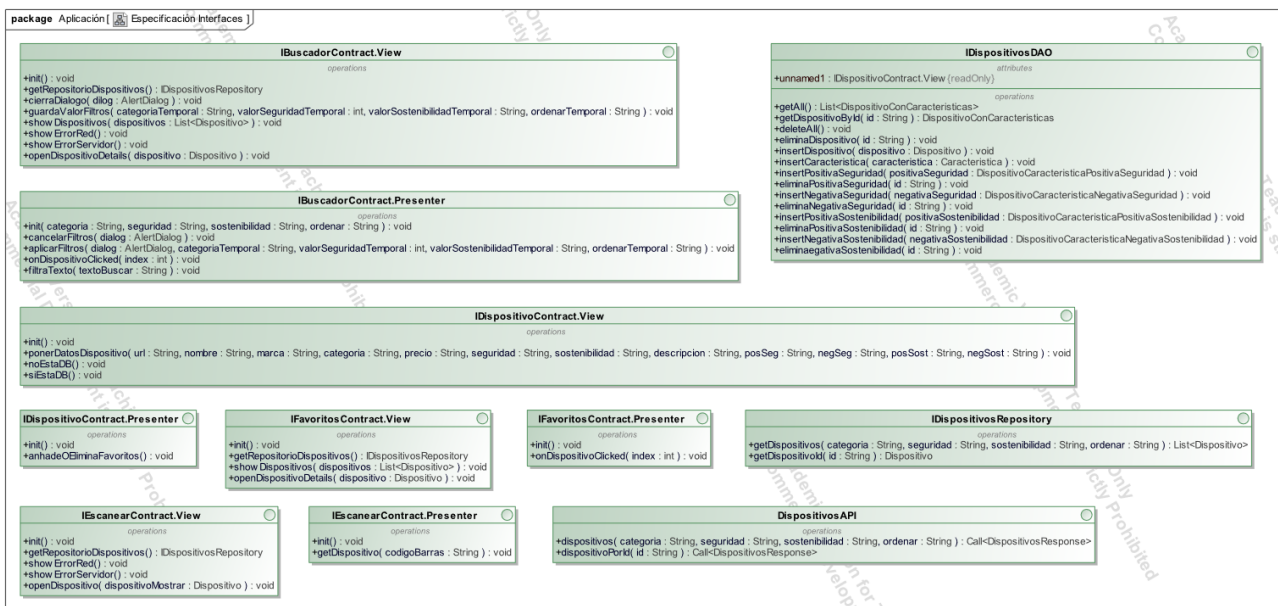 package Aplicación [ Especificación Interfaces ]
IBuscadorContract.View
operations
+init() : void
+getRepositorioDispositivos() : IDispositivosRepository
+cierraDialogo( dilog : AlertDialog ) : void
+guardaValorFiltros( categoriaTemporal : String, valorSeguridadTemporal : int, valorSostenibilidadTemporal : String, ordenarTemporal : String ) : void
+showDispositivos( dispositivos : List<Dispositivo> ) : void
+showErrorRed() : void
+showErrorServidor() : void
+openDispositivoDetails( dispositivo : Dispositivo ) : void
IDispositivosDAO
attributes
+unnamed1 : IDispositivoContract.View{readOnly}
operations
+getAll() : List<DispositivoConCaracteristicas>
+getDispositivoById( id : String ) : DispositivoConCaracteristicas
+deleteAll() : void
+eliminaDispositivo( id : String ) : void
+insertDispositivo( dispositivo : Dispositivo ) : void
+insertCaracteristica( caracteristica : Caracteristica ) : void
+insertPositivaSeguridad( positivaSeguridad : DispositivoCaracteristicaPositivaSeguridad ) : void
+eliminaPositivaSeguridad( id : String ) : void
+insertNegativaSeguridad( negativaSeguridad : DispositivoCaracteristicaNegativaSeguridad ) : void
+eliminaNegativaSeguridad( id : String ) : void
+insertPositivaSostenibilidad( positivaSostenibilidad : DispositivoCaracteristicaPositivaSostenibilidad ) : void
+eliminaPositivaSostenibilidad( id : String ) : void
+insertNegativaSostenibilidad( negativaSostenibilidad : DispositivoCaracteristicaNegativaSostenibilidad ) : void
+eliminaegativaSostenibilidad( id : String ) : void
IBuscadorContract.Presenter
operations
+init( categoria : String, seguridad : String, sostenibilidad : String, ordenar : String ) : void
+cancelarFiltros( dialog : AlertDialog ) : void
+aplicarFiltros( dialog : AlertDialog, categoriaTemporal : String, valorSeguridadTemporal : int, valorSostenibilidadTemporal : String, ordenarTemporal : String ) : void
+onDispositivoClicked( index : int ) : void
+filtraTexto( textoBuscar : String ) : void
IDispositivoContract.View
operations
+init() : void
+ponerDatosDispositivo( url : String, nombre : String, marca : String, categoria : String, precio : String, seguridad : String, sostenibilidad : String, descripcion : String, posSeg : String, negSeg : String, posSost : String, negSost : String ) : void
+noEstaDB() : void
+siEstaDB() : void
IDispositivoContract.Presenter
operations
+init() : void
+anhadeOEliminaFavoritos() : void
IFavoritosContract.View
operations
+init() : void
+getRepositorioDispositivos() : IDispositivosRepository
+showDispositivos( dispositivos : List<Dispositivo> ) : void
+openDispositivoDetails( dispositivo : Dispositivo ) : void
IFavoritosContract.Presenter
operations
+init() : void
+onDispositivoClicked( index : int ) : void
IDispositivosRepository
operations
+getDispositivos( categoria : String, seguridad : String, sostenibilidad : String, ordenar : String ) : List<Dispositivo>
+getDispositivoId( id : String ) : Dispositivo
IEscanearContract.View
operations
+init() : void
+getRepositorioDispositivos() : IDispositivosRepository
+showErrorRed() : void
+showErrorServidor() : void
+openDispositivo( dispositivoMostrar : Dispositivo ) : void
IEscanearContract.Presenter
operations
+init() : void
+getDispositivo( codigoBarras : String ) : void
DispositivosAPI
operations
+dispositivos( categoria : String, seguridad : String, sostenibilidad : String, ordenar : String ) : Call<DispositivosResponse>
+dispositivoPorId( id : String ) : Call<DispositivosResponse>